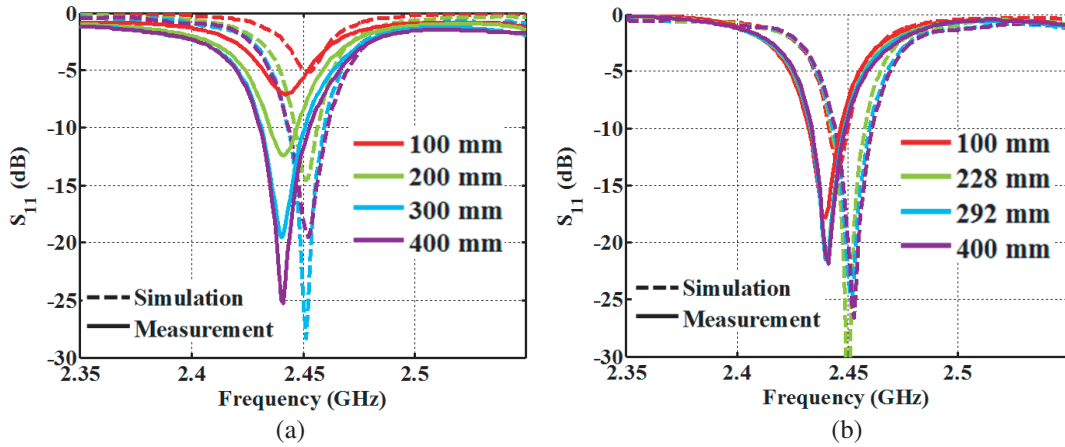 0
-5
-10
-15
-20
-25
-30
S11 (dB)
100 mm
200 mm
300 mm
400 mm
Simulation
Measurement
2.35 2.4 2.45 2.5
Frequency (GHz)
(a)
0
-5
-10
-15
-20
-25
-30
S11 (dB)
100 mm
228 mm
292 mm
400 mm
Simulation
Measurement
2.35 2.4 2.45 2.5
Frequency (GHz)
(b)